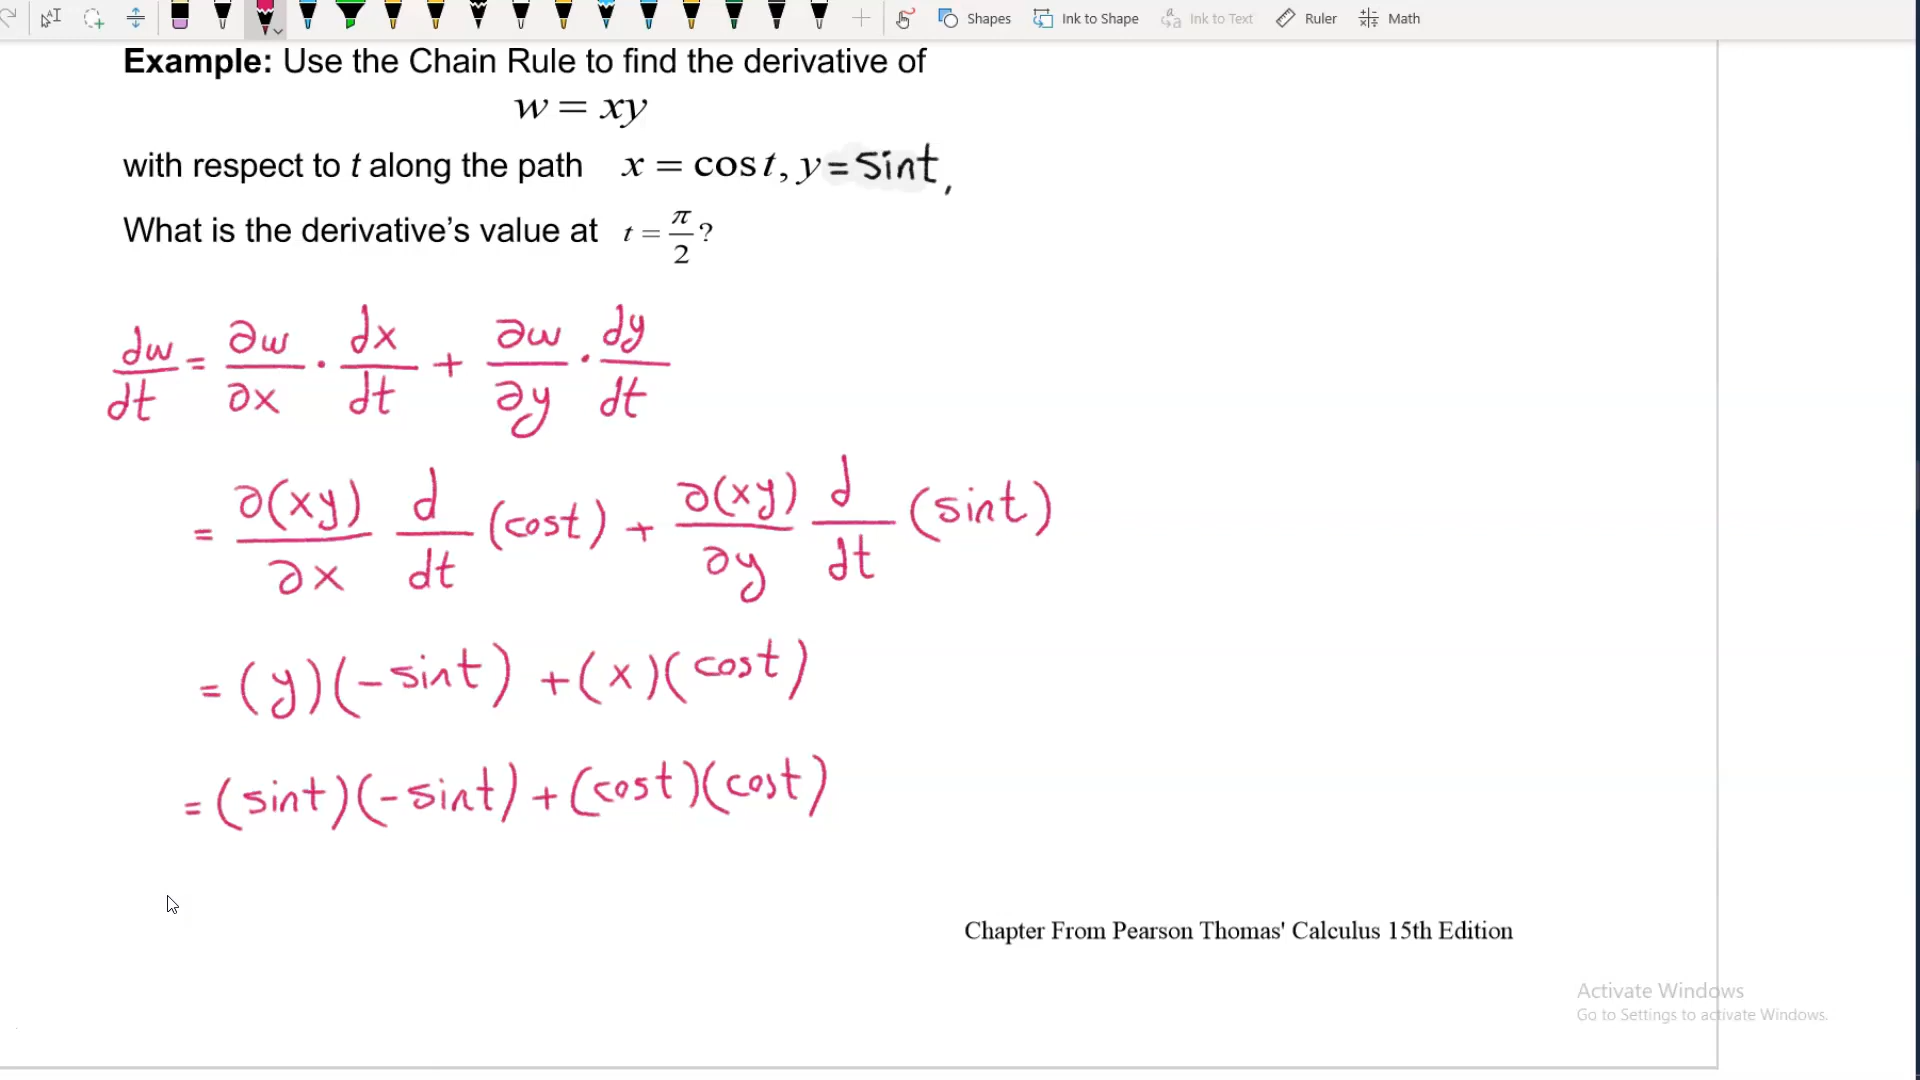 Shapes Ink to Shape Ink to Text Ruler Math
Example: Use the Chain Rule to find the derivative of
w = xy
with respect to t along the path x = cos t, y = sint,
What is the derivative's value at t = π/2 ?
dw/dt = ∂w/∂x · dx/dt + ∂w/∂y · dy/dt
= ∂(xy)/∂x d/dt (cost) + ∂(xy)/∂y d/dt (sint)
= (y)(-sint) + (x)(cost)
= (sint)(-sint) + (cost)(cost)
Chapter From Pearson Thomas' Calculus 15th Edition
Activate Windows
Go to Settings to activate Windows.